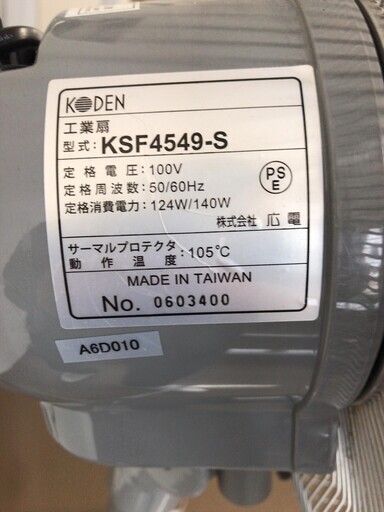 KODEN
工業扇
型式:KSF4549-S
定格電圧:100V
定格周波数:50/60Hz
定格消費電力:124W/140W
PS
E
株式会社 広電
サーマルプロテクタ:105℃
動作温度
MADE IN TAIWAN
No. 0603400
A6D010